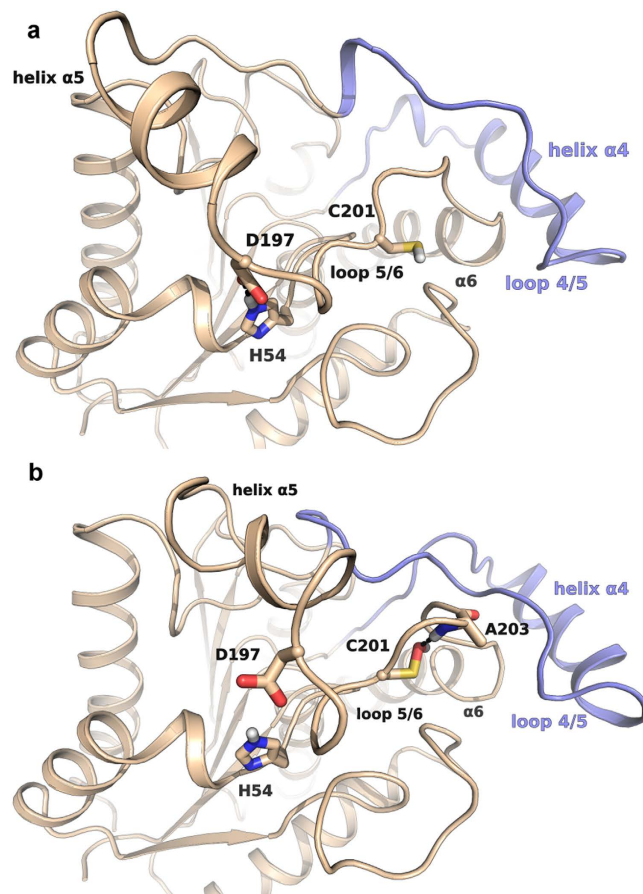 a
helix α5
helix α4
C201
D197
loop 5/6
α6
loop 4/5
H54
b
helix α5
helix α4
A203
C201
D197
loop 5/6
α6
loop 4/5
H54